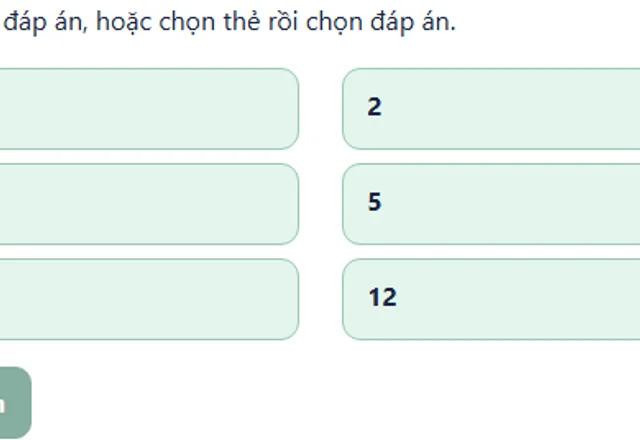 đáp án, hoặc chọn thẻ rồi chọn đáp án.
2
5
12